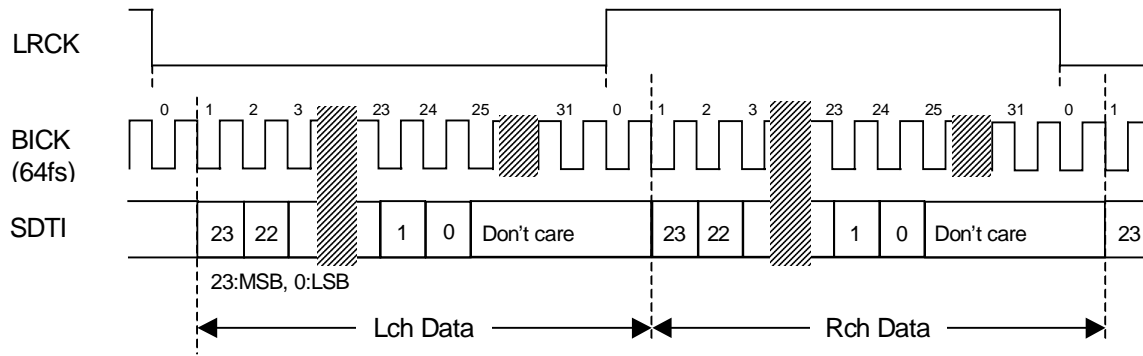 LRCK
0 1 2 3 23 24 25 31 0 1 2 3 23 24 25 31 0 1
BICK
(64fs)
SDTI
23 22 1 0 Don't care 23 22 1 0 Don't care 23
23:MSB, 0:LSB
Lch Data Rch Data